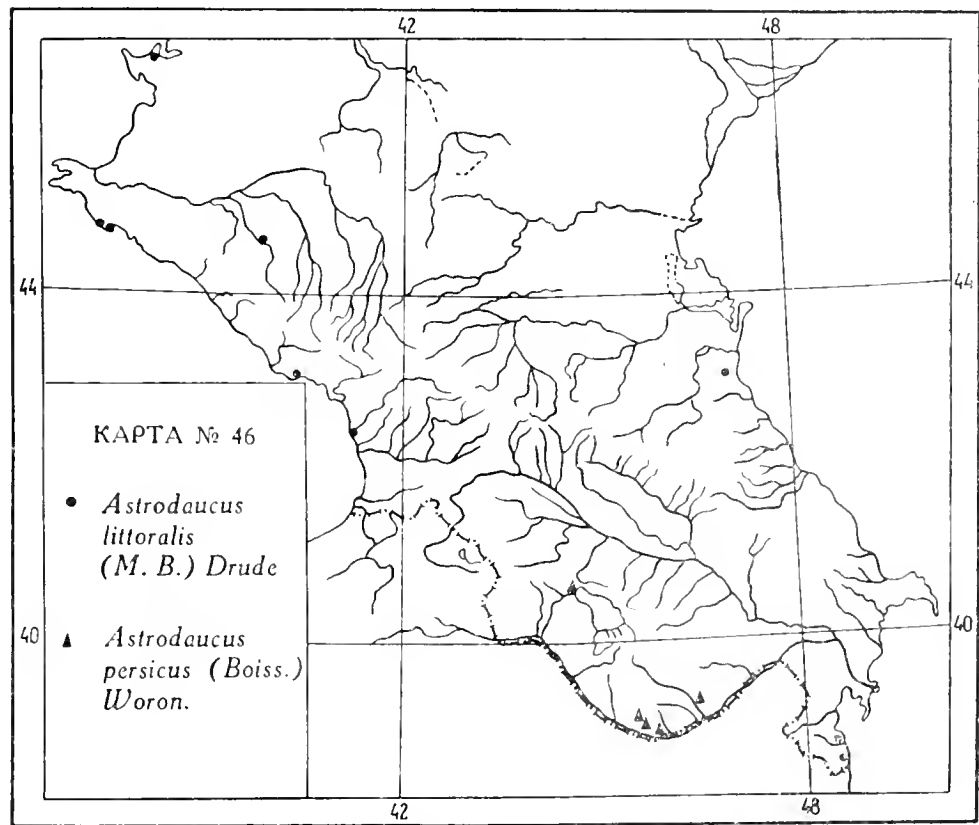 42 48
44 44
КАРТА № 46
Astrodaucus
littoralis
(M. B.) Drude
40 40
Astrodaucus
persicus (Boiss.)
Woron.
42 48